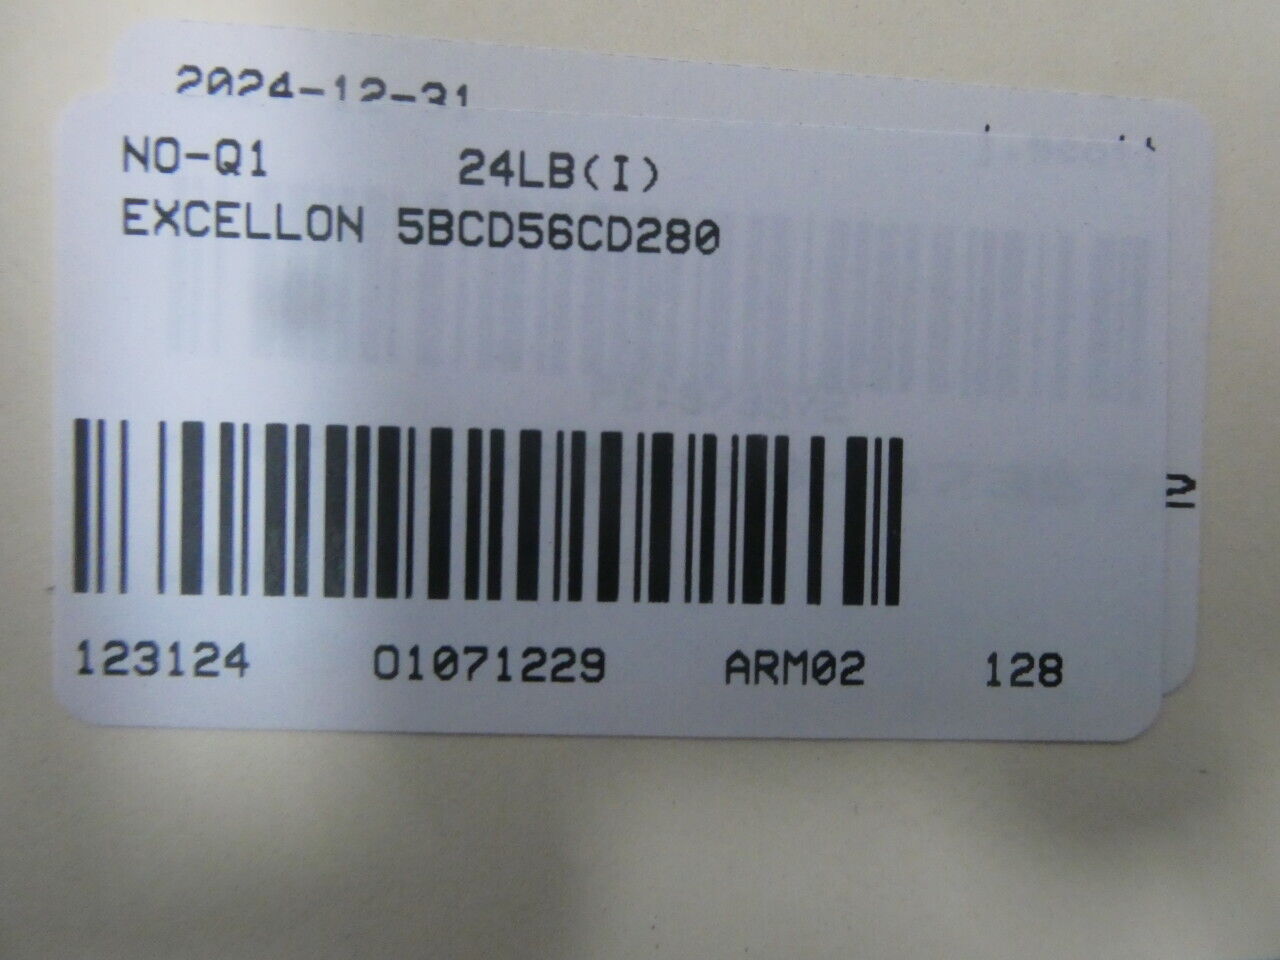 2024-12-31
NO-Q1 24LB(I)
EXCELLON 5BCD56CD280
123124 01071229 ARM02 128